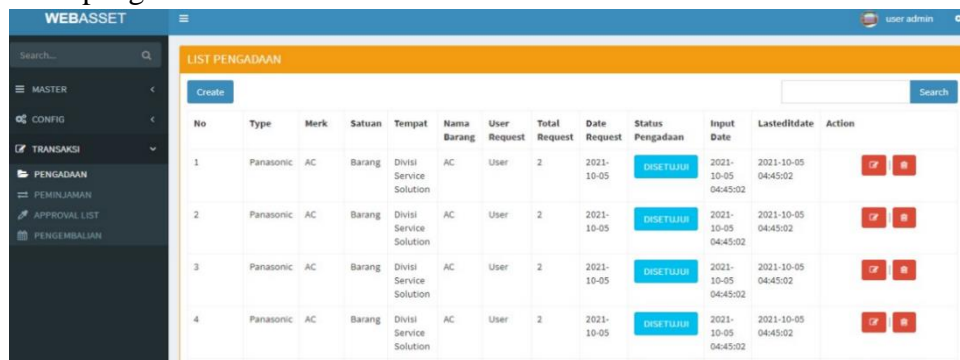 WEBASSET
user admin
Search...
MASTER
CONFIG
TRANSAKSI
PENGADAAN
PEMINJAMAN
APPROVAL LIST
PENGEMBALIAN
LIST PENGADAAN
Create
Search
No Type Merk Satuan Tempat Nama Barang User Request Total Request Date Request Status Pengadaan Input Date Lasteditdate Action
1 Panasonic AC Barang Divisi Service Solution AC User 2 2021-10-05 DISETUJUI 2021-10-05 04:45:02 2021-10-05 04:45:02 |
2 Panasonic AC Barang Divisi Service Solution AC User 2 2021-10-05 DISETUJUI 2021-10-05 04:45:02 2021-10-05 04:45:02 |
3 Panasonic AC Barang Divisi Service Solution AC User 2 2021-10-05 DISETUJUI 2021-10-05 04:45:02 2021-10-05 04:45:02 |
4 Panasonic AC Barang Divisi Service Solution AC User 2 2021-10-05 DISETUJUI 2021-10-05 04:45:02 2021-10-05 04:45:02 |